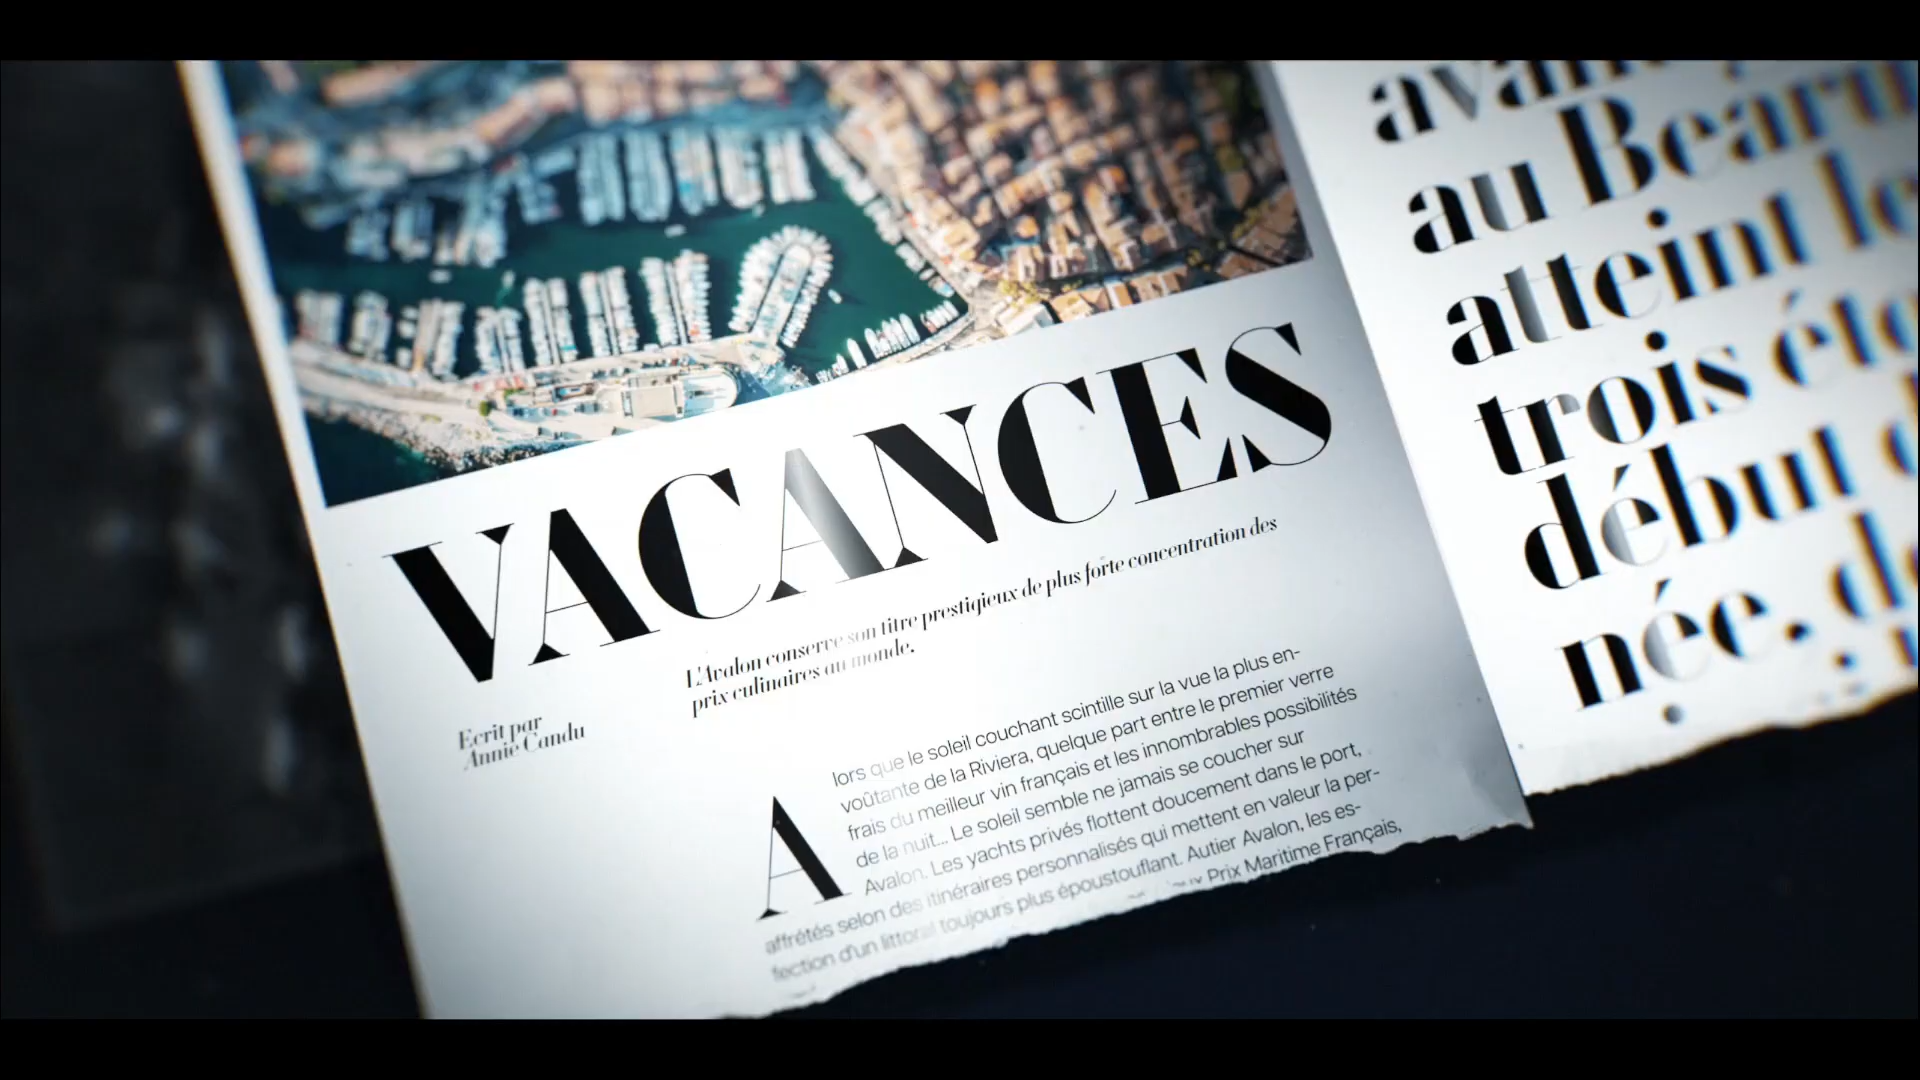 VACANCES
L'Avalon conserve son titre prestigieux de plus forte concentration des
prix culinaires au monde.
Ecrit par
Annie Candu
A
lors que le soleil couchant scintille sur la vue la plus en-
voûtante de la Riviera, quelque part entre le premier verre
frais du meilleur vin français et les innombrables possibilités
de la nuit... Le soleil semble ne jamais se coucher sur
Avalon. Les yachts privés flottent doucement dans le port,
affrétés selon des itinéraires personnalisés qui mettent en valeur la per-
fection d'un littoral toujours plus époustouflant. Autier Avalon, les es-
Prix Maritime Français,
au
atteint
trois
début
née.